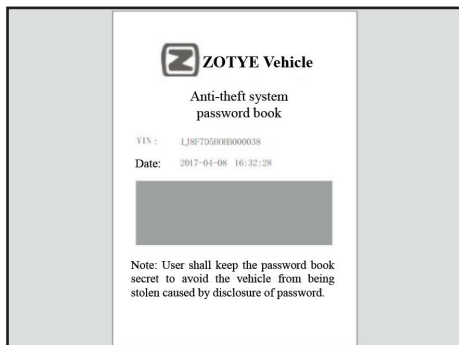 ZOTYE Vehicle
Anti-theft system
password book
VIN :
Date: 2017-04-08 16:32:28
Note: User shall keep the password book
secret to avoid the vehicle from being
stolen caused by disclosure of password.